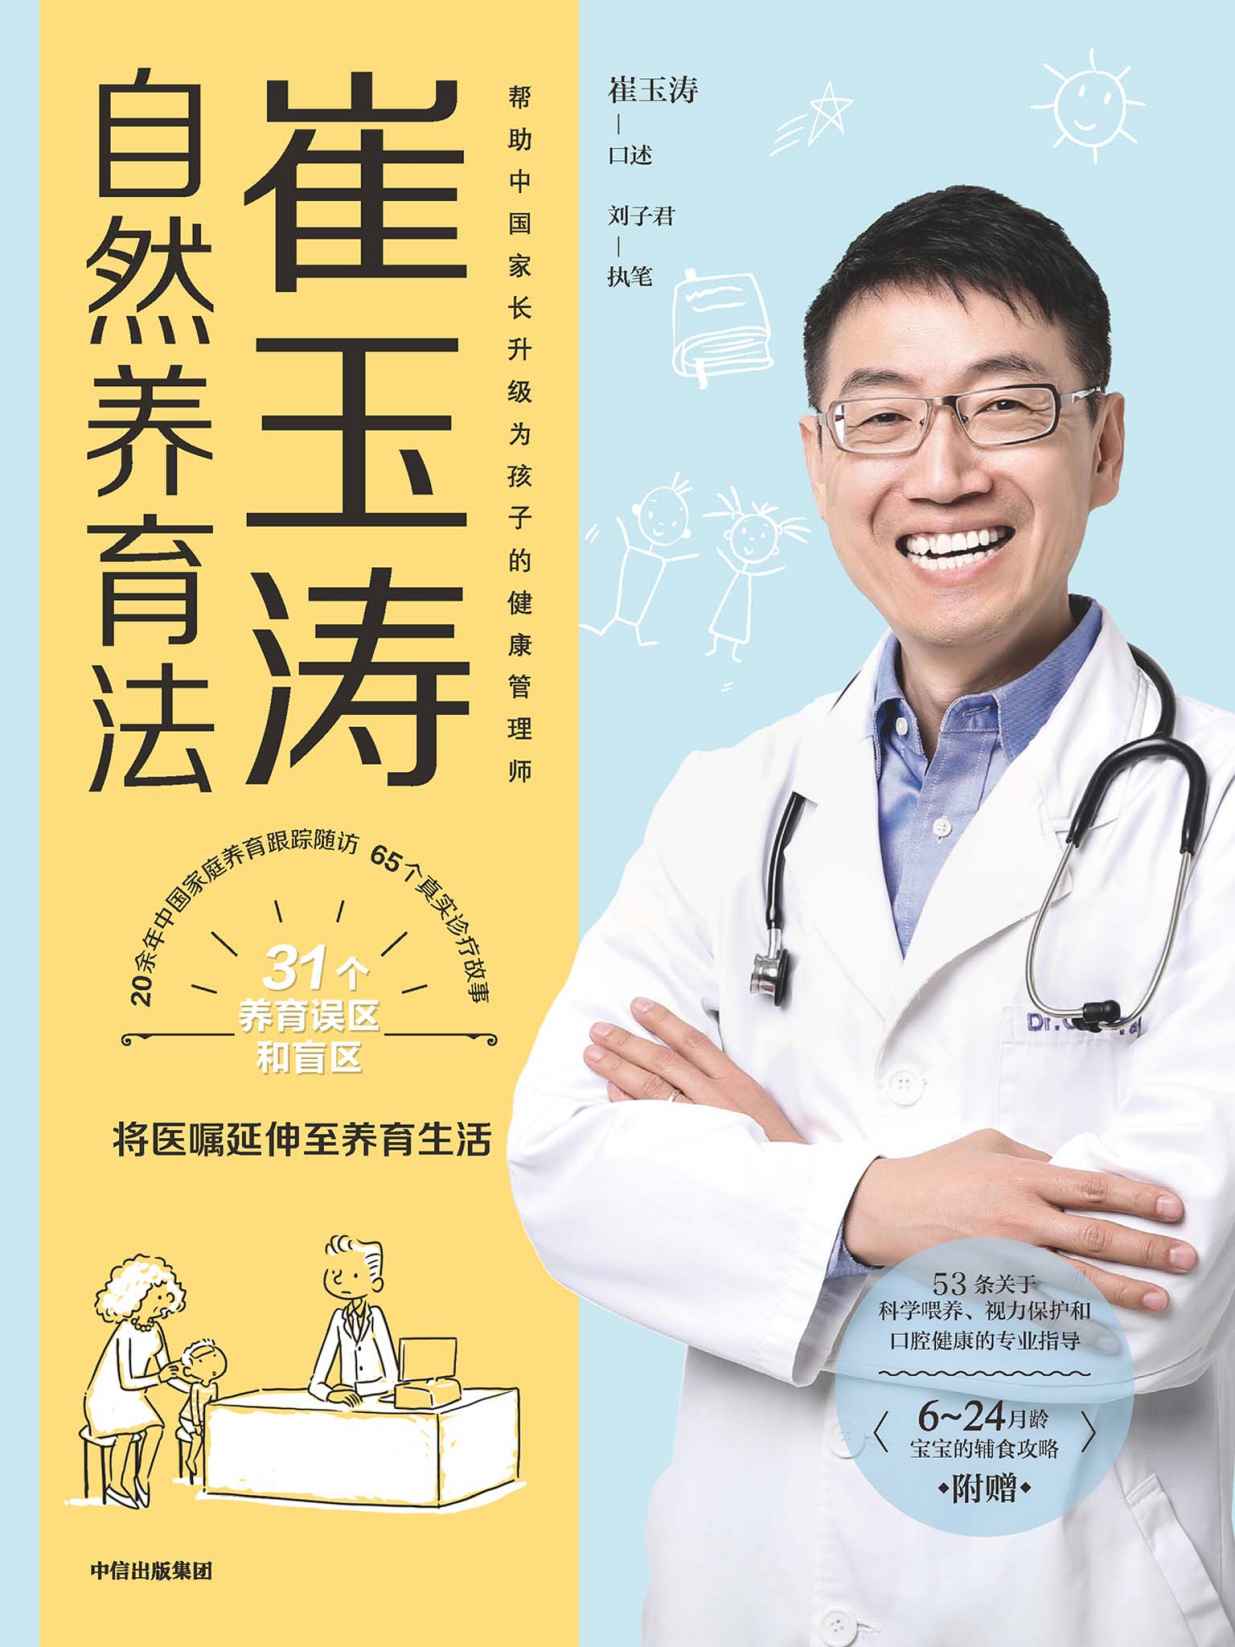 崔玉涛
自然养育法
帮助中国家长升级为孩子的健康管理师
崔玉涛
口述
刘子君
执笔
20余年中国家庭养育跟踪随访 65个真实诊疗故事
31个
养育误区
和盲区
将医嘱延伸至养育生活
53条关于
科学喂养、视力保护和
口腔健康的专业指导
6~24月龄
宝宝的辅食攻略
附赠
中信出版集团